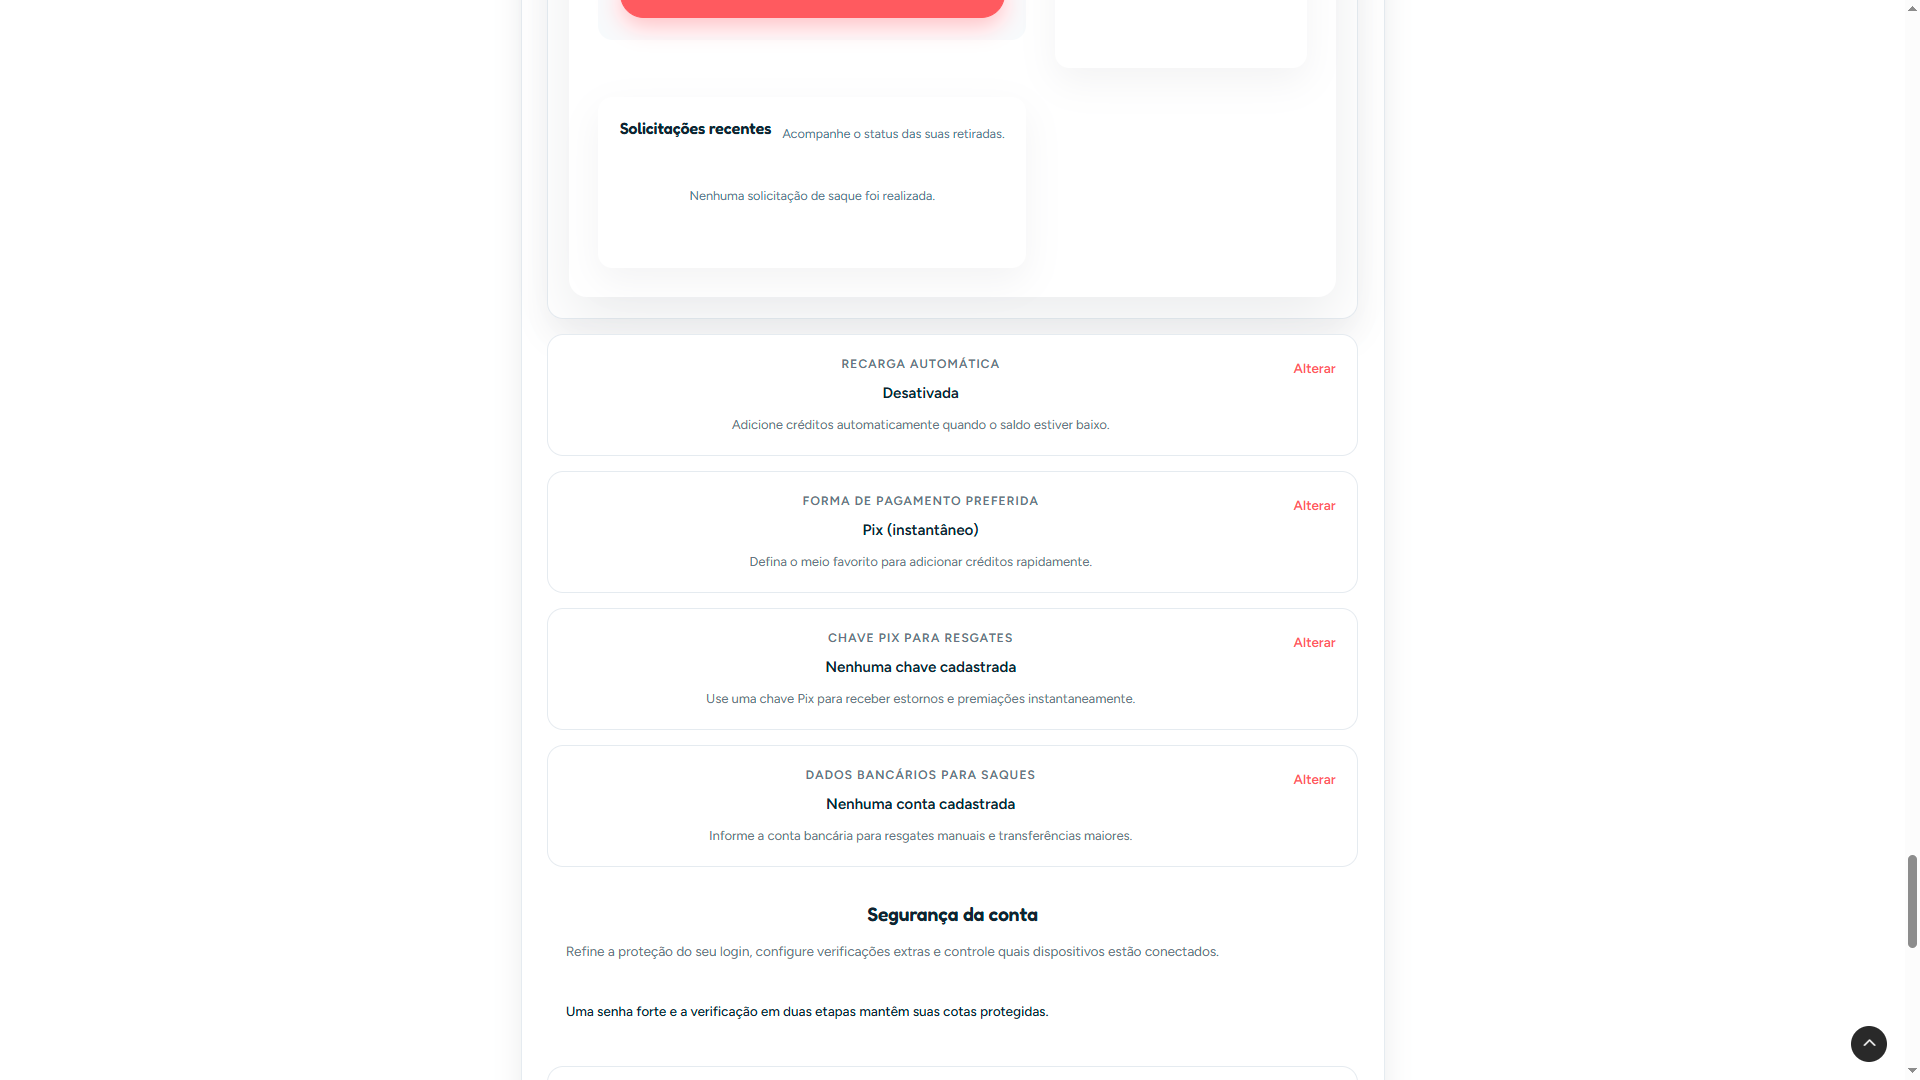 Solicitações recentes
Acompanhe o status das suas retiradas.
Nenhuma solicitação de saque foi realizada.
RECARGA AUTOMÁTICA
Alterar
Desativada
Adicione créditos automaticamente quando o saldo estiver baixo.
FORMA DE PAGAMENTO PREFERIDA
Alterar
Pix (instantâneo)
Defina o meio favorito para adicionar créditos rapidamente.
CHAVE PIX PARA RESGATES
Alterar
Nenhuma chave cadastrada
Use uma chave Pix para receber estornos e premiações instantaneamente.
DADOS BANCÁRIOS PARA SAQUES
Alterar
Nenhuma conta cadastrada
Informe a conta bancária para resgates manuais e transferências maiores.
Segurança da conta
Refine a proteção do seu login, configure verificações extras e controle quais dispositivos estão conectados.
Uma senha forte e a verificação em duas etapas mantêm suas cotas protegidas.